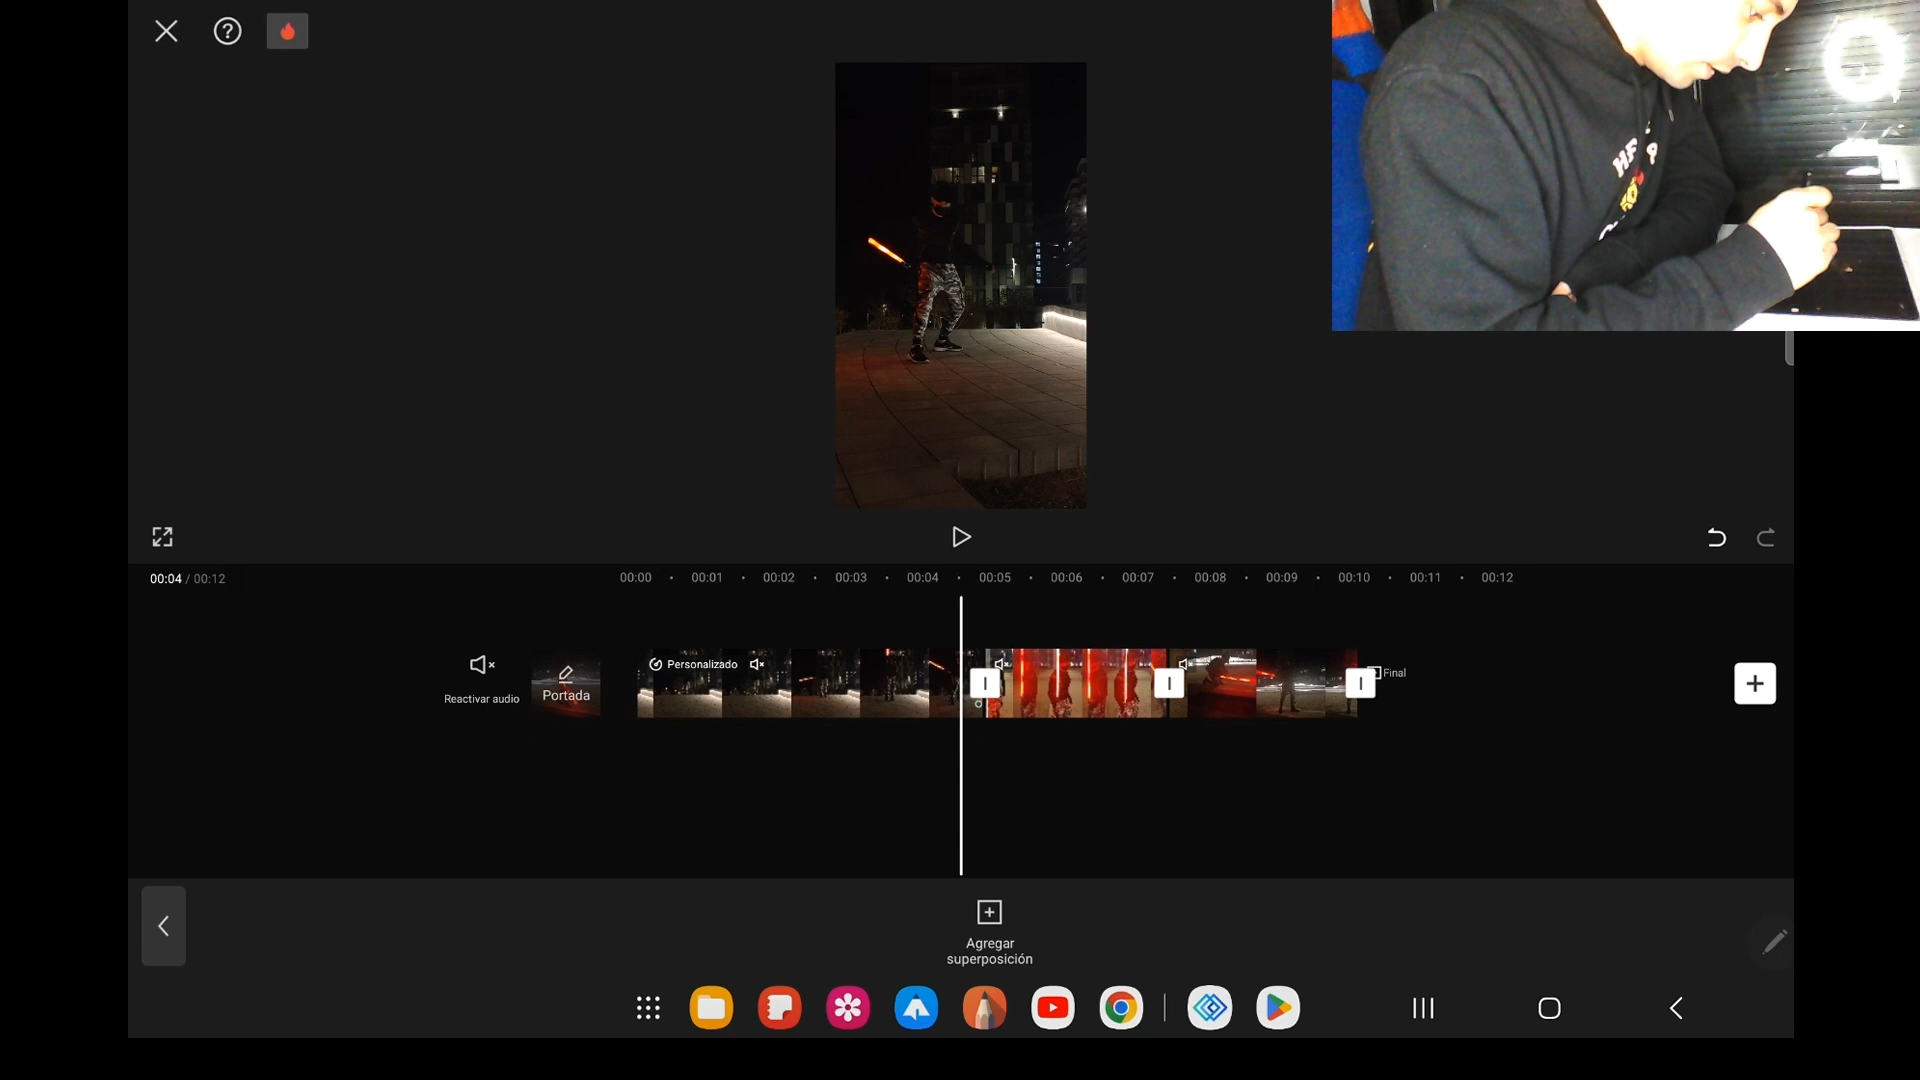 00:04 / 00:12
00:00 00:01 00:02 00:03 00:04 00:05 00:06 00:07 00:08 00:09 00:10 00:11 00:12
Reactivar audio
Portada
Personalizado
Final
Agregar
superposición